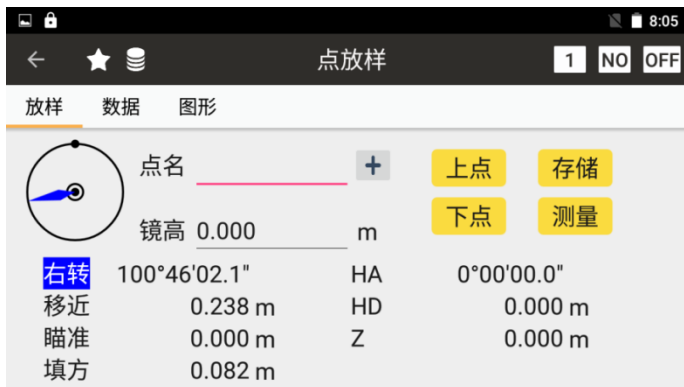 8:05
点放样 1 NO OFF
放样 数据 图形
点名 + 上点 存储
镜高 0.000 m 下点 测量
右转 100°46'02.1" HA 0°00'00.0"
移近 0.238 m HD 0.000 m
瞄准 0.000 m Z 0.000 m
填方 0.082 m